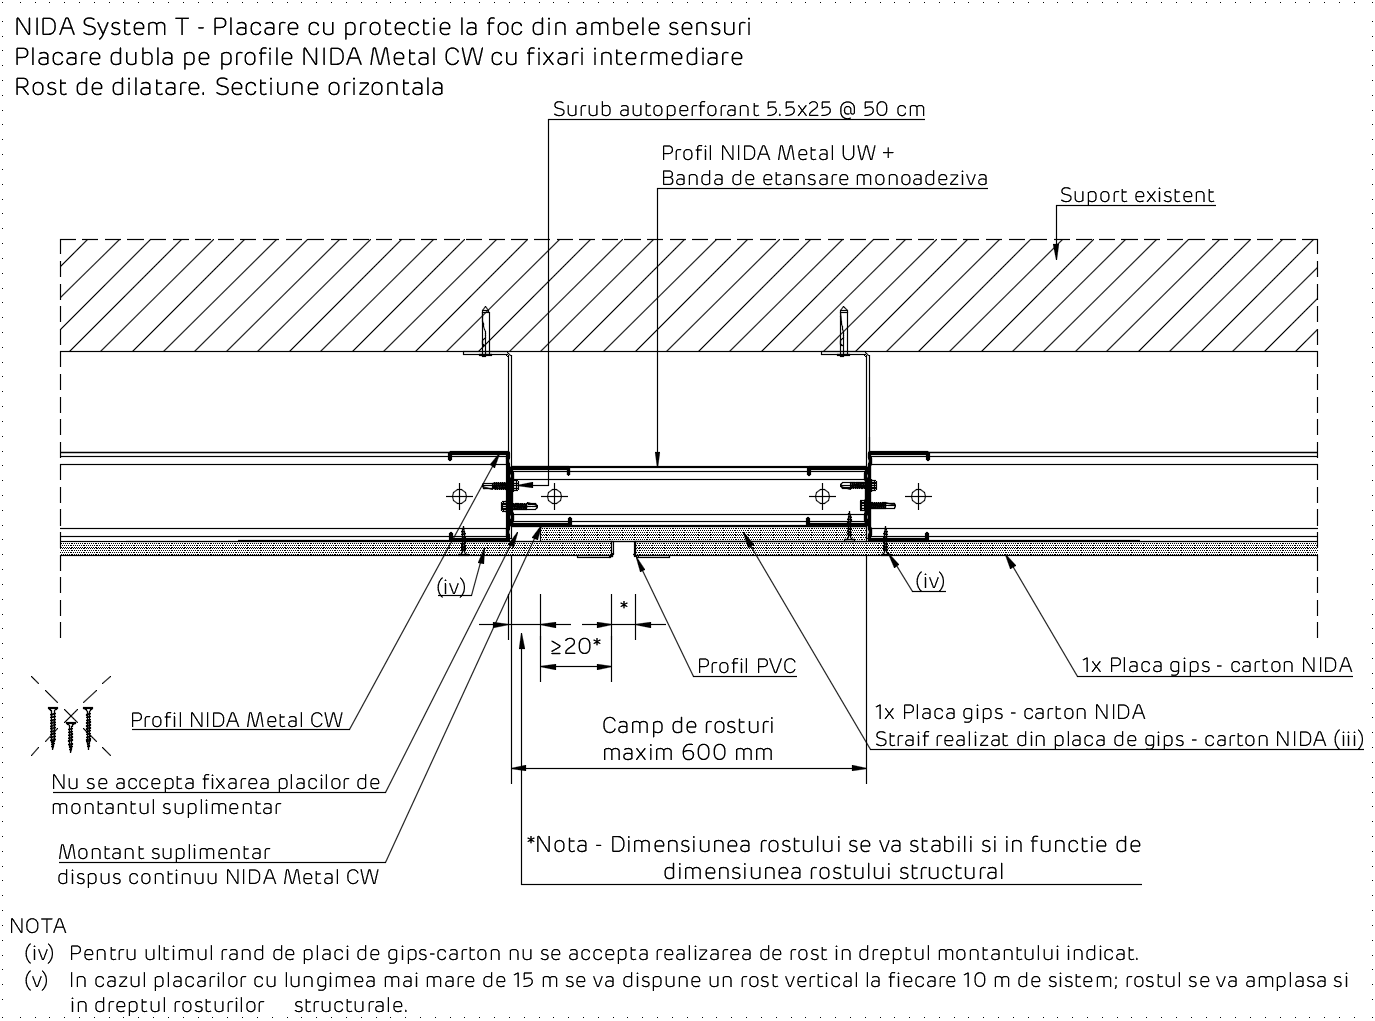 NIDA System T - Placare cu protectie la foc din ambele sensuri
Placare dubla pe profile NIDA Metal CW cu fixari intermediare
Rost de dilatare. Sectiune orizontala
Surub autoperforant 5.5x25 @ 50 cm
Profil NIDA Metal UW +
Banda de etansare monoadeziva
Suport existent
(iv)
(iv)
*
≥20*
Profil PVC
1x Placa gips - carton NIDA
Profil NIDA Metal CW
Camp de rosturi
maxim 600 mm
1x Placa gips - carton NIDA
Straif realizat din placa de gips - carton NIDA (iii)
Nu se accepta fixarea placilor de
montantul suplimentar
Montant suplimentar
dispus continuu NIDA Metal CW
*Nota - Dimensiunea rostului se va stabili si in functie de
dimensiunea rostului structural
NOTA
(iv) Pentru ultimul rand de placi de gips-carton nu se accepta realizarea de rost in dreptul montantului indicat.
(v) In cazul placarilor cu lungimea mai mare de 15 m se va dispune un rost vertical la fiecare 10 m de sistem; rostul se va amplasa si
in dreptul rosturilor structurale.